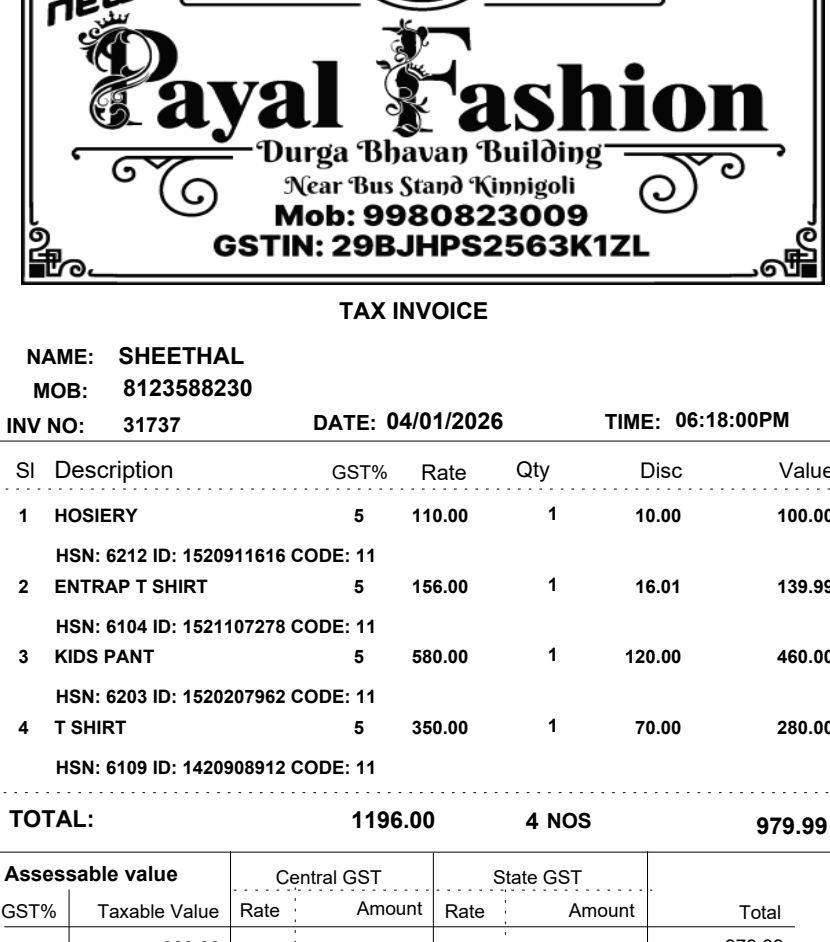 new
Payal Fashion
Durga Bhavan Building
Near Bus Stand Kinnigoli
Mob: 9980823009
GSTIN: 29BJHPS2563K1ZL
TAX INVOICE
NAME: SHEETHAL
MOB: 8123588230
INV NO: 31737 DATE: 04/01/2026 TIME: 06:18:00PM
Sl Description GST% Rate Qty Disc Value
1 HOSIERY 5 110.00 1 10.00 100.00
HSN: 6212 ID: 1520911616 CODE: 11
2 ENTRAP T SHIRT 5 156.00 1 16.01 139.99
HSN: 6104 ID: 1521107278 CODE: 11
3 KIDS PANT 5 580.00 1 120.00 460.00
HSN: 6203 ID: 1520207962 CODE: 11
4 T SHIRT 5 350.00 1 70.00 280.00
HSN: 6109 ID: 1420908912 CODE: 11
TOTAL: 1196.00 4 NOS 979.99
Assessable value Central GST State GST
GST% Taxable Value Rate Amount Rate Amount Total